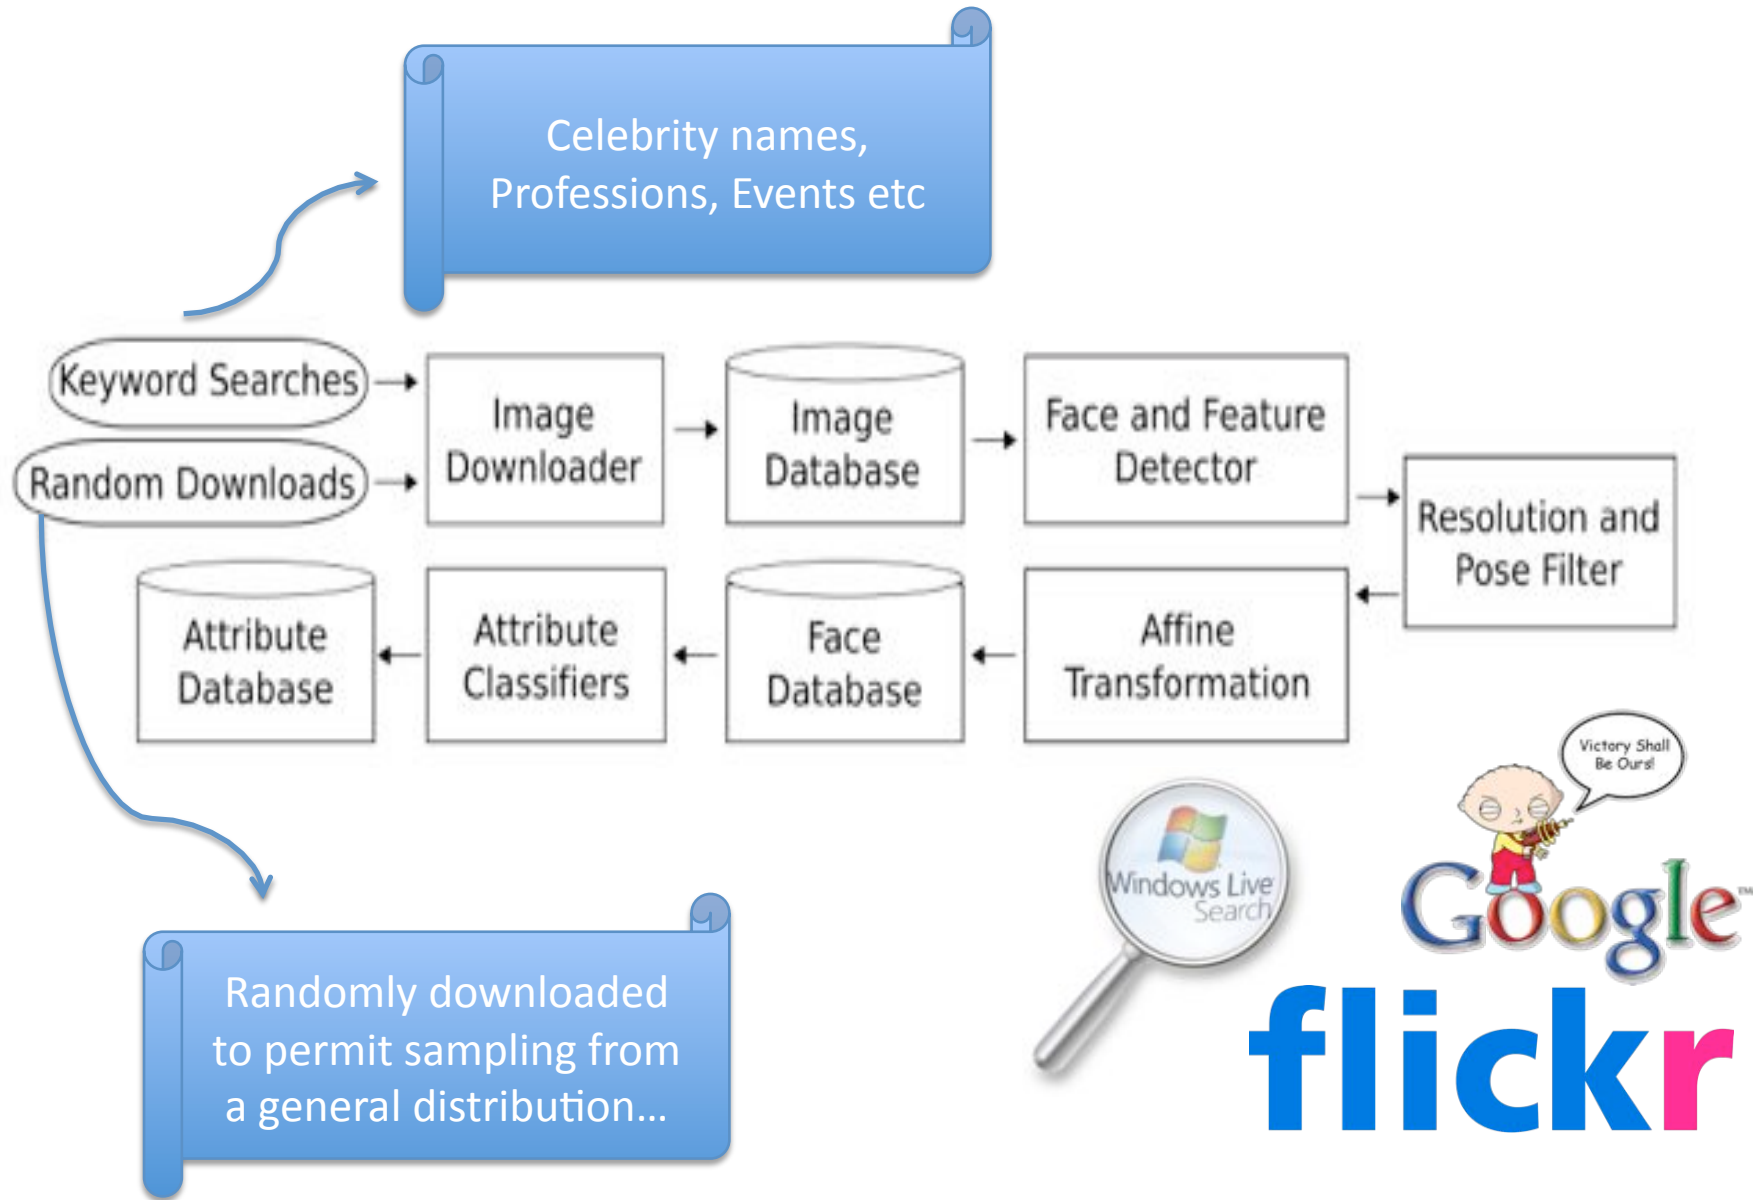 Celebrity names,
Professions, Events etc
Keyword Searches
Random Downloads
Image
Downloader
Image
Database
Face and Feature
Detector
Resolution and
Pose Filter
Attribute
Database
Attribute
Classifiers
Face
Database
Affine
Transformation
Victory Shall
Be Ours!
Windows Live
Search
Google™
flickr
Randomly downloaded
to permit sampling from
a general distribution...